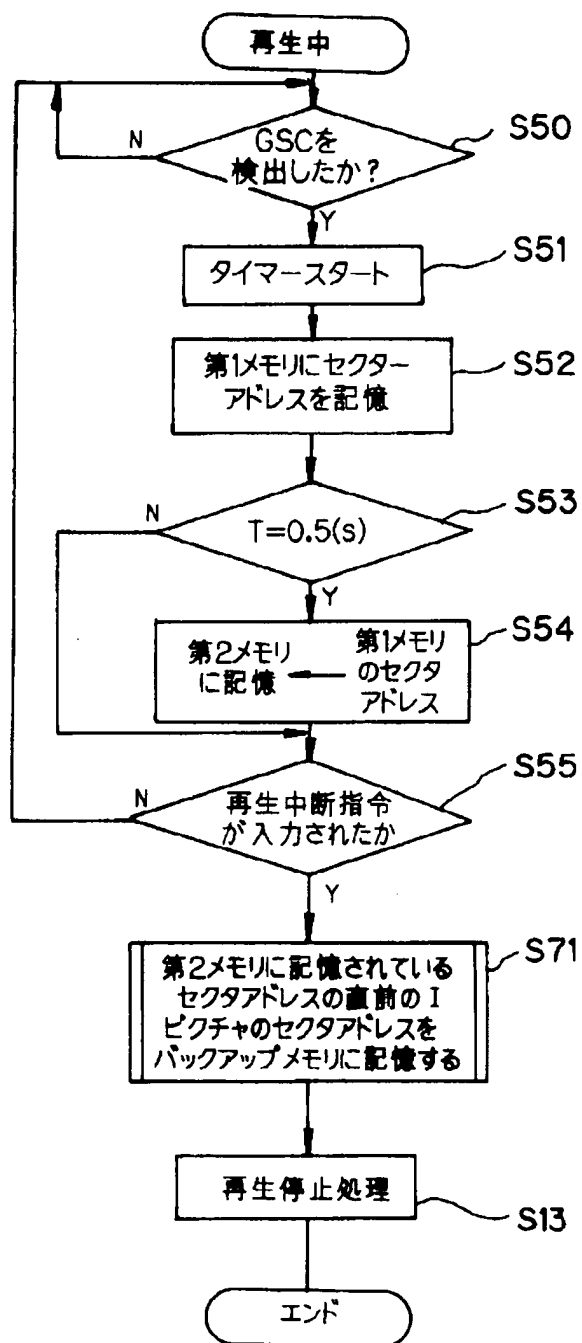 再生中
N
GSCを
検出したか?
S50
Y
S51
タイマースタート
第1メモリにセクター
アドレスを記憶
S52
N
S53
T=0.5(s)
Y
S54
第2メモリ
に記憶
第1メモリ
のセクタ
アドレス
S55
N
再生中断指令
が入力されたか
Y
S71
第2メモリに記憶されている
セクタアドレスの直前のI
ピクチャのセクタアドレスを
バックアップメモリに記憶する
再生停止処理
S13
エンド